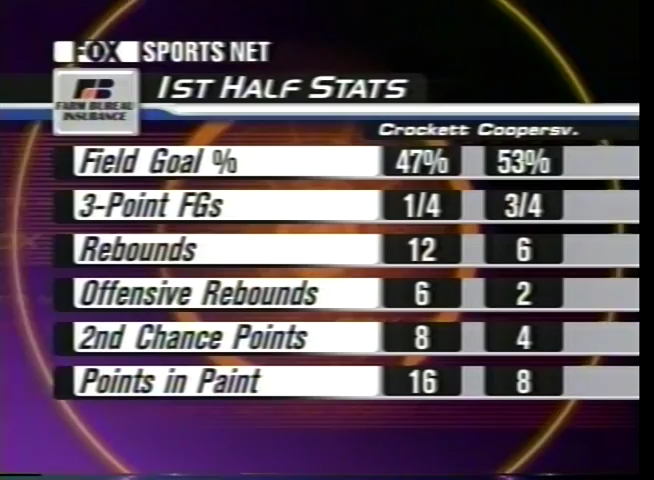 FOX SPORTS NET
1ST HALF STATS
FARM BUREAU
INSURANCE
Crockett Coopersv.
Field Goal % 47% 53%
3-Point FGs 1/4 3/4
Rebounds 12 6
Offensive Rebounds 6 2
2nd Chance Points 8 4
Points in Paint 16 8